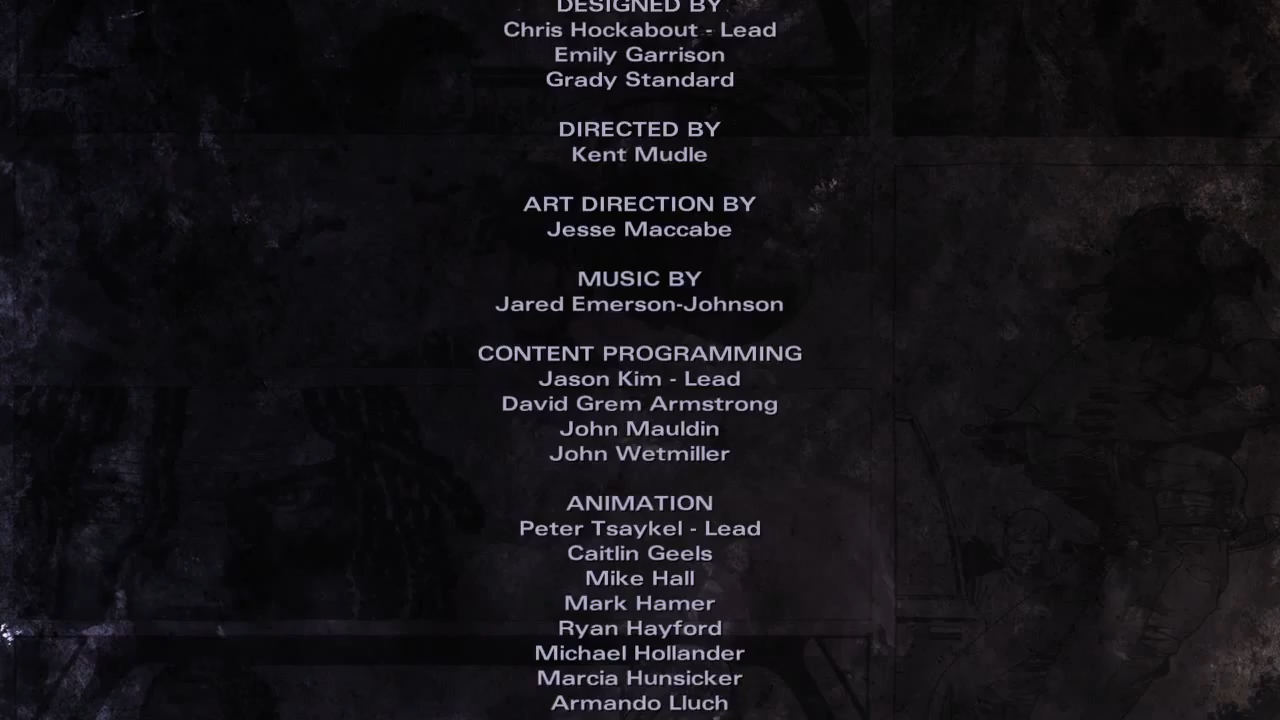 DESIGNED BY
Chris Hockabout - Lead
Emily Garrison
Grady Standard
DIRECTED BY
Kent Mudle
ART DIRECTION BY
Jesse Maccabe
MUSIC BY
Jared Emerson-Johnson
CONTENT PROGRAMMING
Jason Kim - Lead
David Grem Armstrong
John Mauldin
John Wetmiller
ANIMATION
Peter Tsaykel - Lead
Caitlin Geels
Mike Hall
Mark Hamer
Ryan Hayford
Michael Hollander
Marcia Hunsicker
Armando Lluch